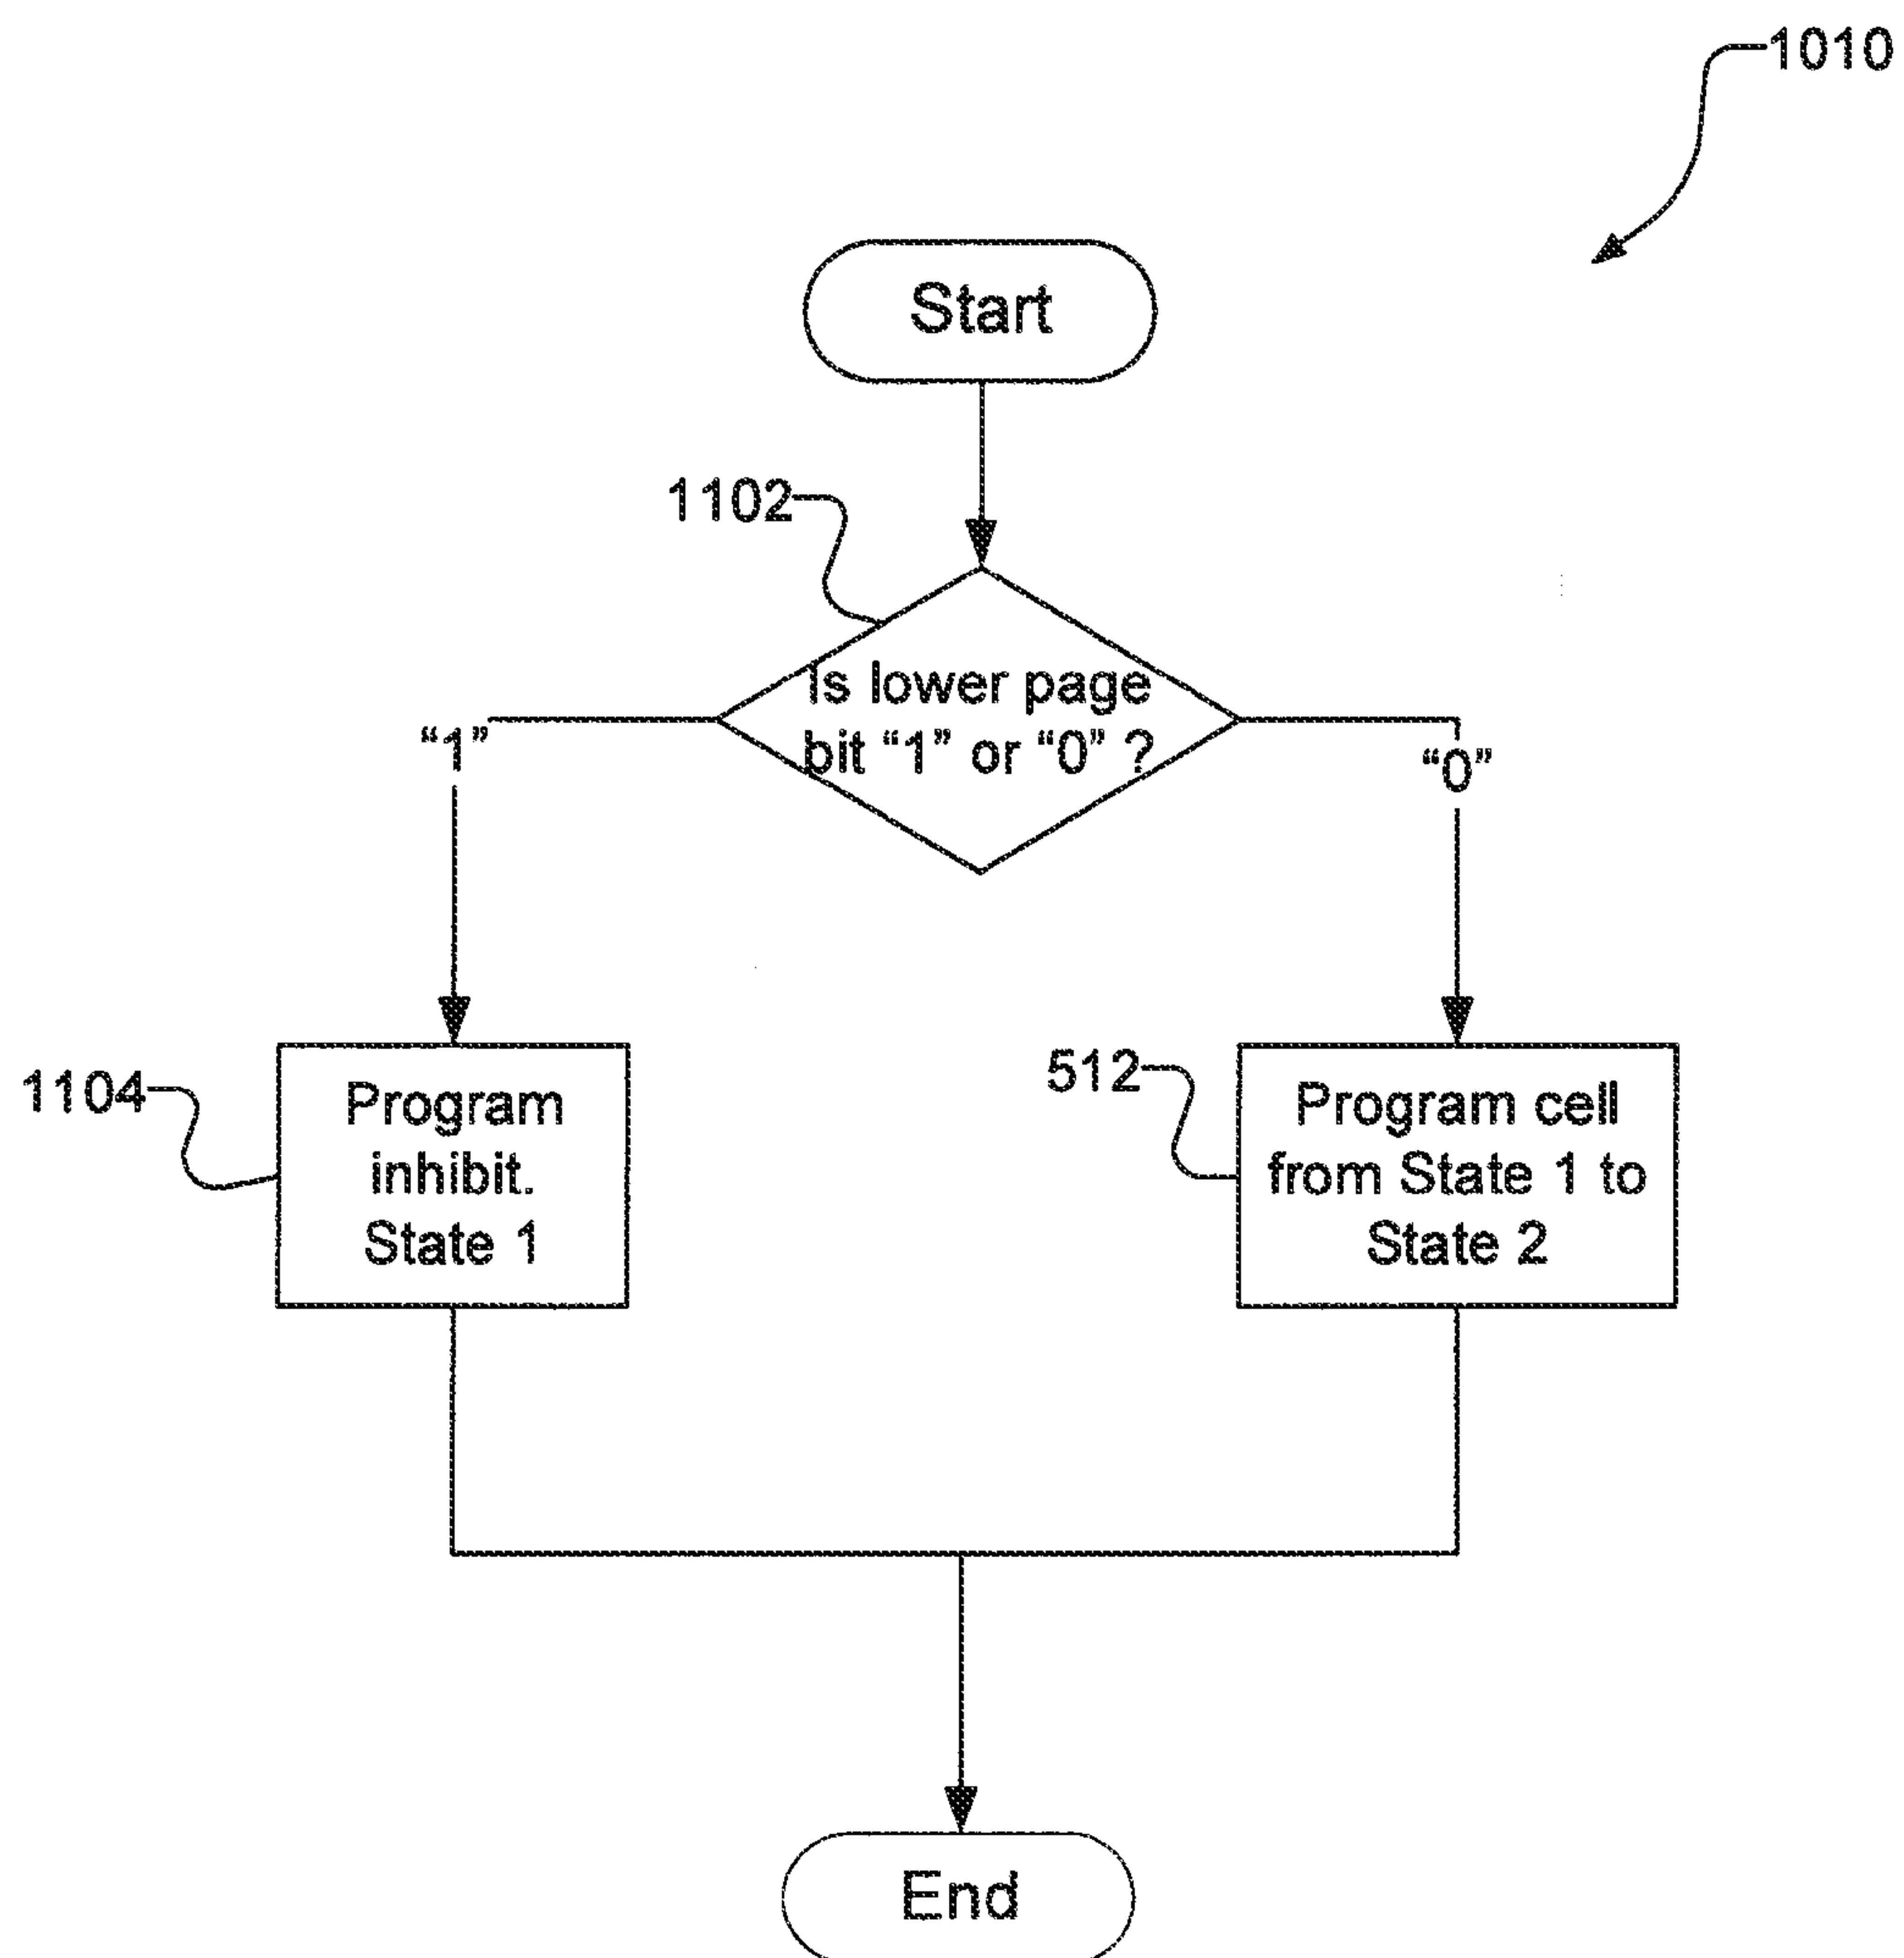 1010
Start
1102
Is lower page
bit “1” or “0” ?
“1”
“0”
1104
Program
inhibit.
State 1
512
Program cell
from State 1 to
State 2
End